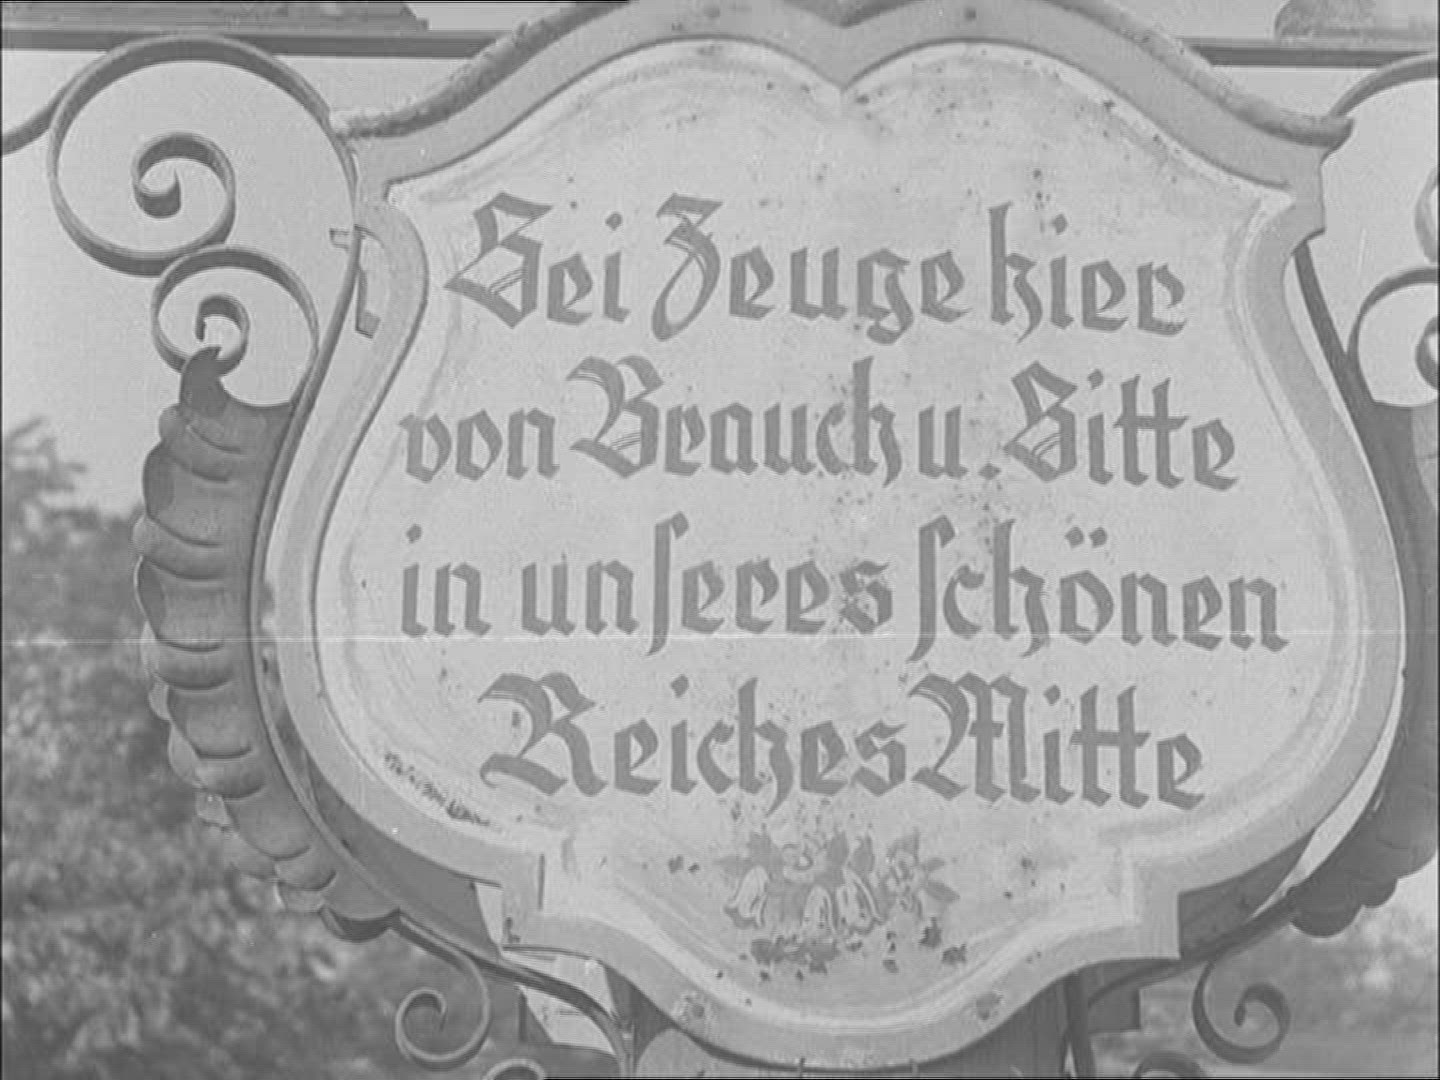 Sei Zeuge hier
von Brauch u. Sitte
in unseres schönen
Reiches Mitte